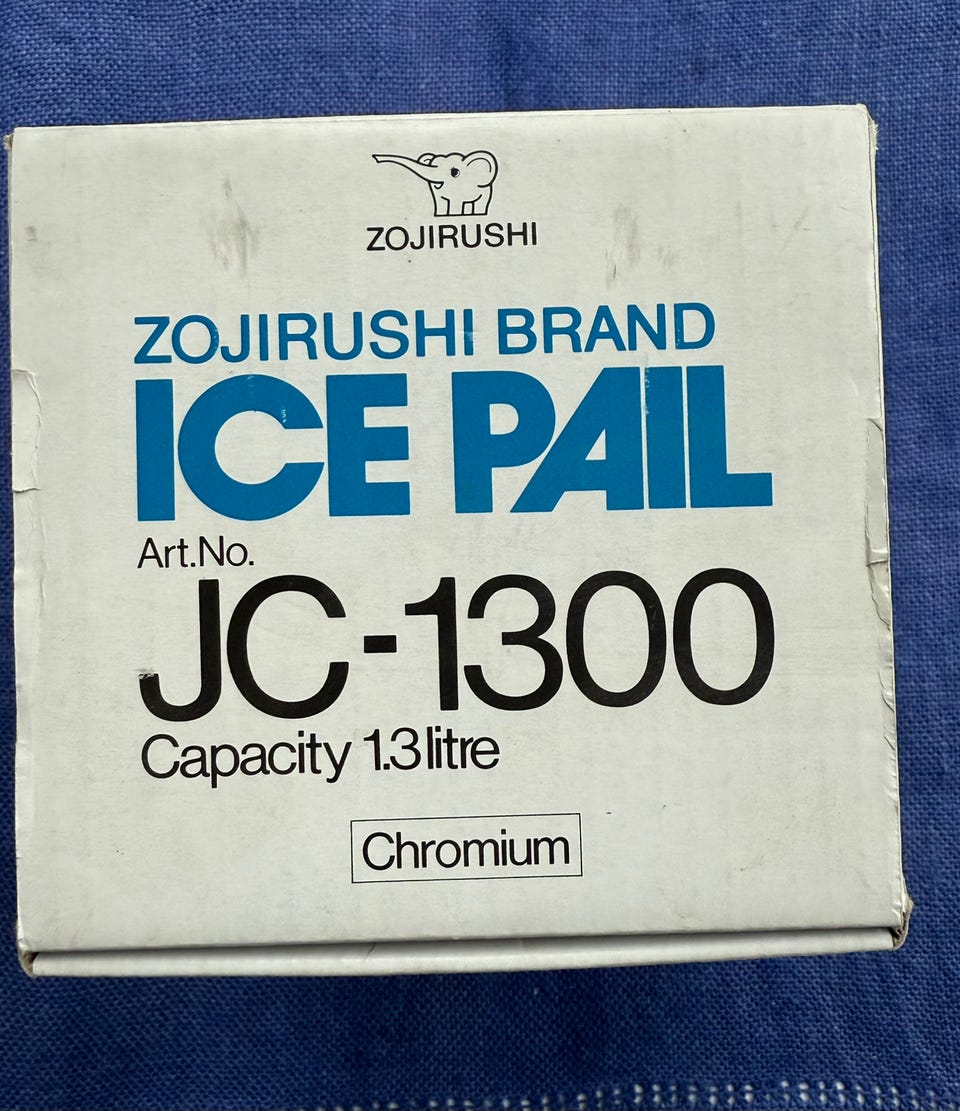 ZOJIRUSHI
ZOJIRUSHI BRAND
ICE PAIL
Art.No.
JC-1300
Capacity 1.3 litre
Chromium